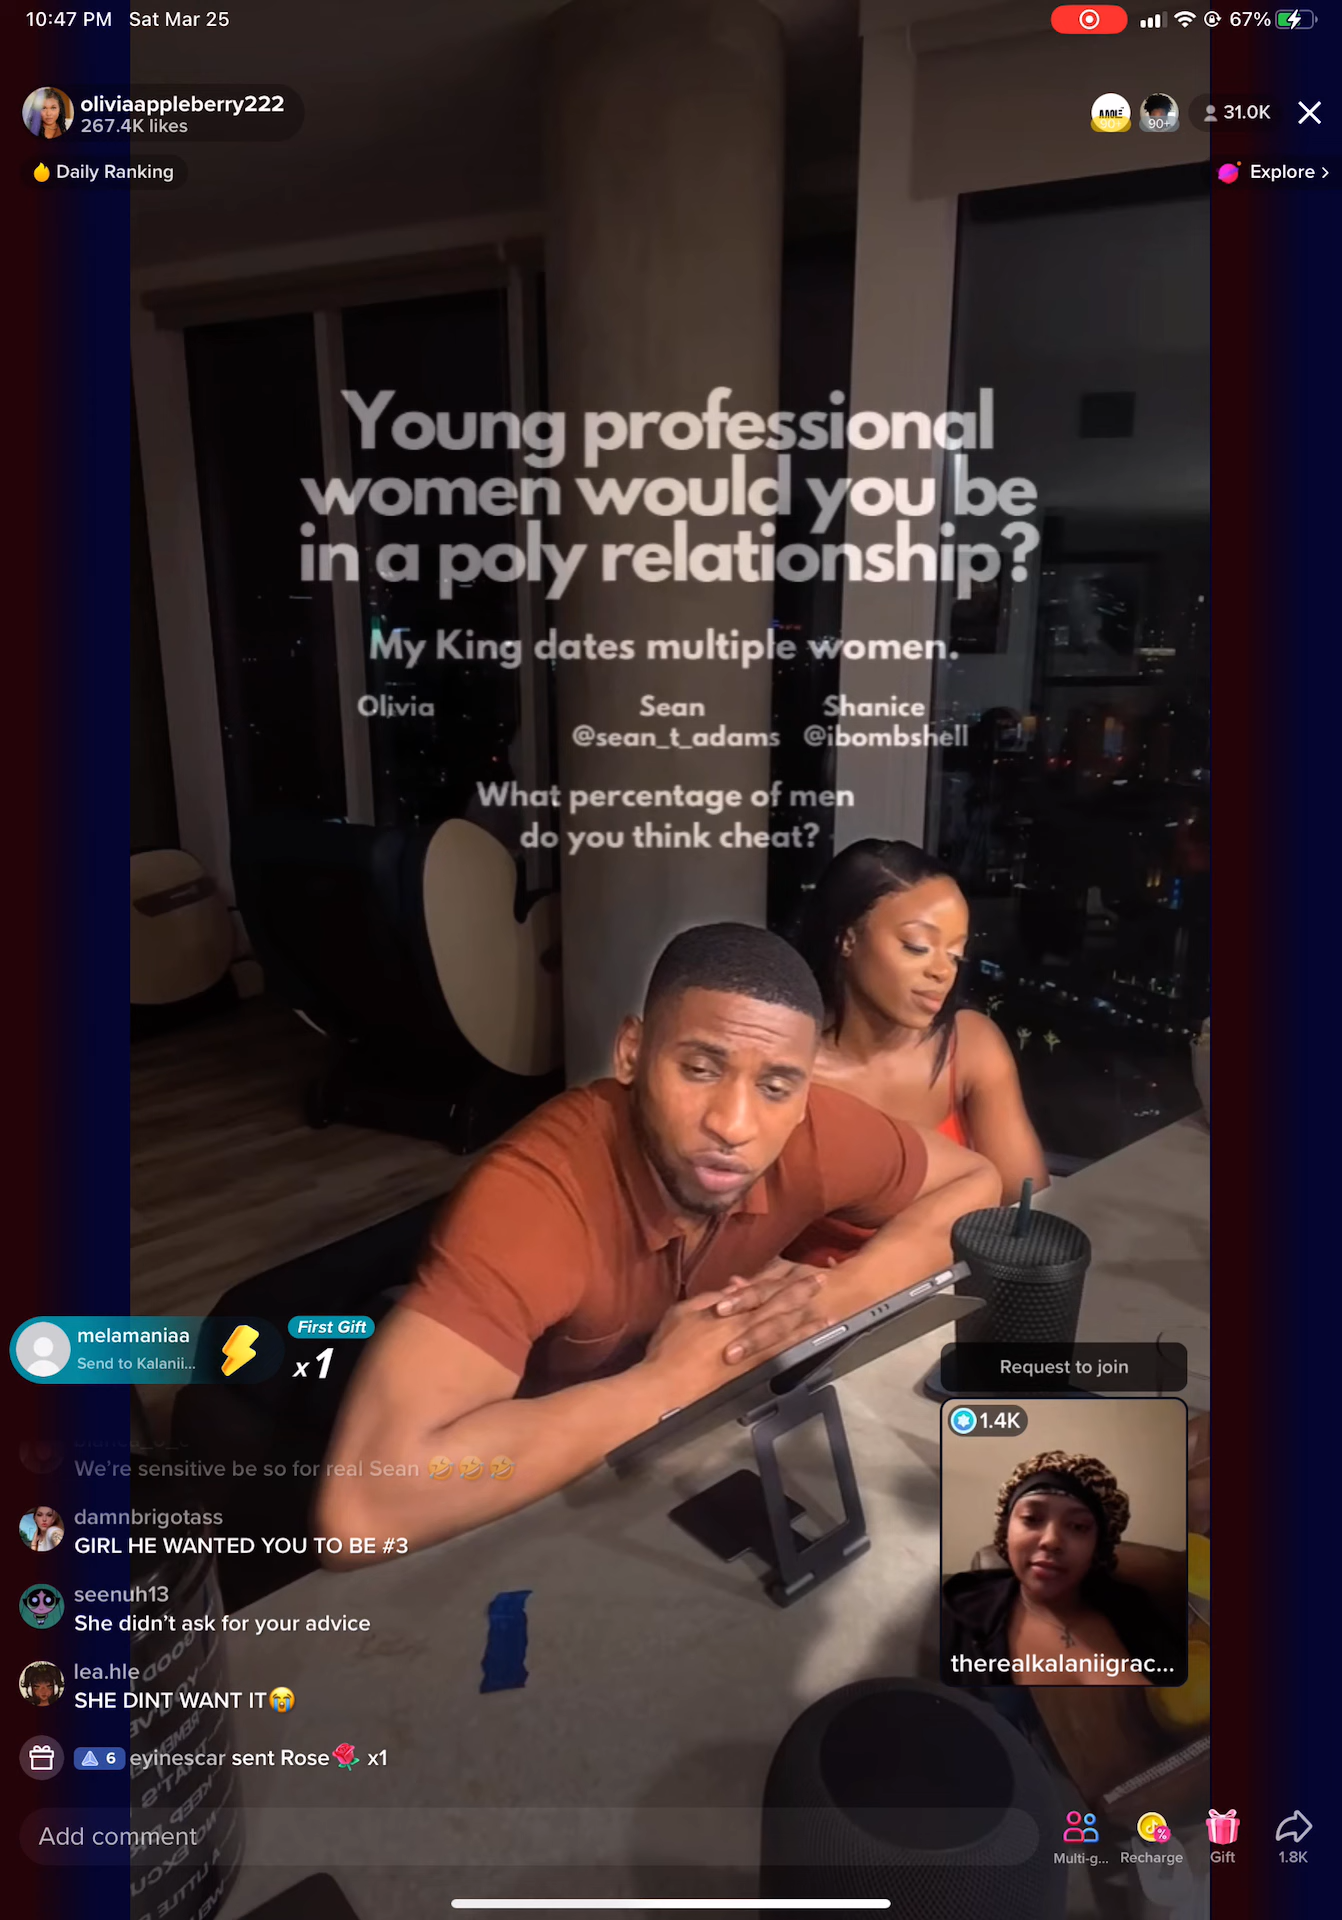 10:47 PM Sat Mar 25
67%
oliviaappleberry222
267.4K likes
90+
90+
31.0K
Daily Ranking
Explore >
Young professional
women would you be
in a poly relationship?
My King dates multiple women.
Olivia Sean Shanice
@sean_t_adams @ibombshell
What percentage of men
do you think cheat?
melamaniaa
Send to Kalanii...
First Gift
x1
Request to join
1.4K
therealkalaniigrac...
We're sensitive be so for real Sean 🤣🤣🤣
damnbrigotass
GIRL HE WANTED YOU TO BE #3
seenuh13
She didn't ask for your advice
lea.hle
SHE DINT WANT IT😭
6 eyinescar sent Rose🌹 x1
Add comment
Multi-g...
Recharge
Gift
1.8K